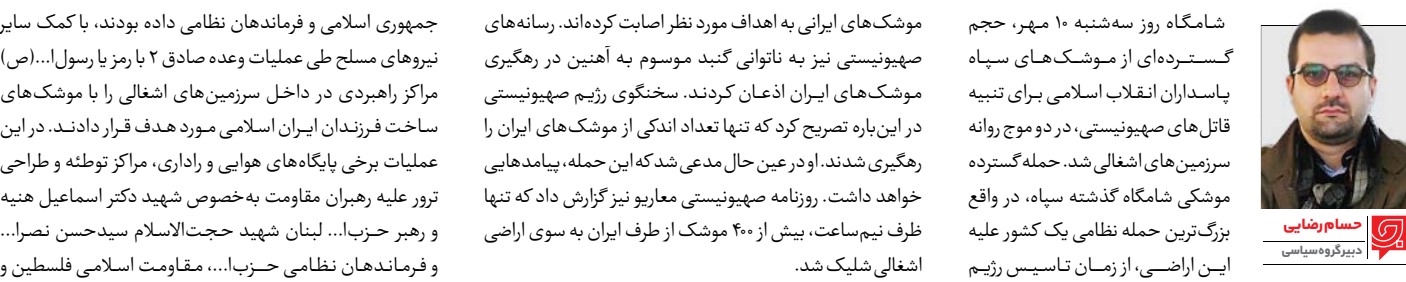 حسام رضایی
دبیر گروه سیاسی
شامگاه روز سه‌شنبه ۱۰ مهر، حجم
گسترده‌ای از موشک‌های سپاه
پاسداران انقلاب اسلامی برای تنبیه
قاتل‌های صهیونیستی، در دو موج روانه
سرزمین‌های اشغالی شد. حمله گسترده
موشکی شامگاه گذشته سپاه، در واقع
بزرگ‌ترین حمله نظامی یک کشور علیه
این اراضی، از زمان تاسیس رژیم
موشک‌های ایرانی به اهداف مورد نظر اصابت کرده‌اند. رسانه‌های
صهیونیستی نیز به ناتوانی گنبد موسوم به آهنین در رهگیری
موشک‌های ایران اذعان کردند. سخنگوی رژیم صهیونیستی
در این‌باره تصریح کرد که تنها تعداد اندکی از موشک‌های ایران را
رهگیری شدند. او در عین حال مدعی شد که این حمله، پیامدهایی
خواهد داشت. روزنامه صهیونیستی معاریو نیز گزارش داد که تنها
ظرف نیم‌ساعت، بیش از ۴۰۰ موشک از طرف ایران به سوی اراضی
اشغالی شلیک شد.
جمهوری اسلامی و فرماندهان نظامی داده بودند، با کمک سایر
نیروهای مسلح طی عملیات وعده صادق ۲ با رمز یا رسول‌ا...(ص)
مراکز راهبردی در داخل سرزمین‌های اشغالی را با موشک‌های
ساخت فرزندان ایران اسلامی مورد هدف قرار دادند. در این
عملیات برخی پایگاه‌های هوایی و راداری، مراکز توطئه و طراحی
ترور علیه رهبران مقاومت به‌خصوص شهید دکتر اسماعیل هنیه
و رهبر حزب‌ا... لبنان شهید حجت‌الاسلام سیدحسن نصرا...
و فرماندهان نظامی حزب‌ا...، مقاومت اسلامی فلسطین و